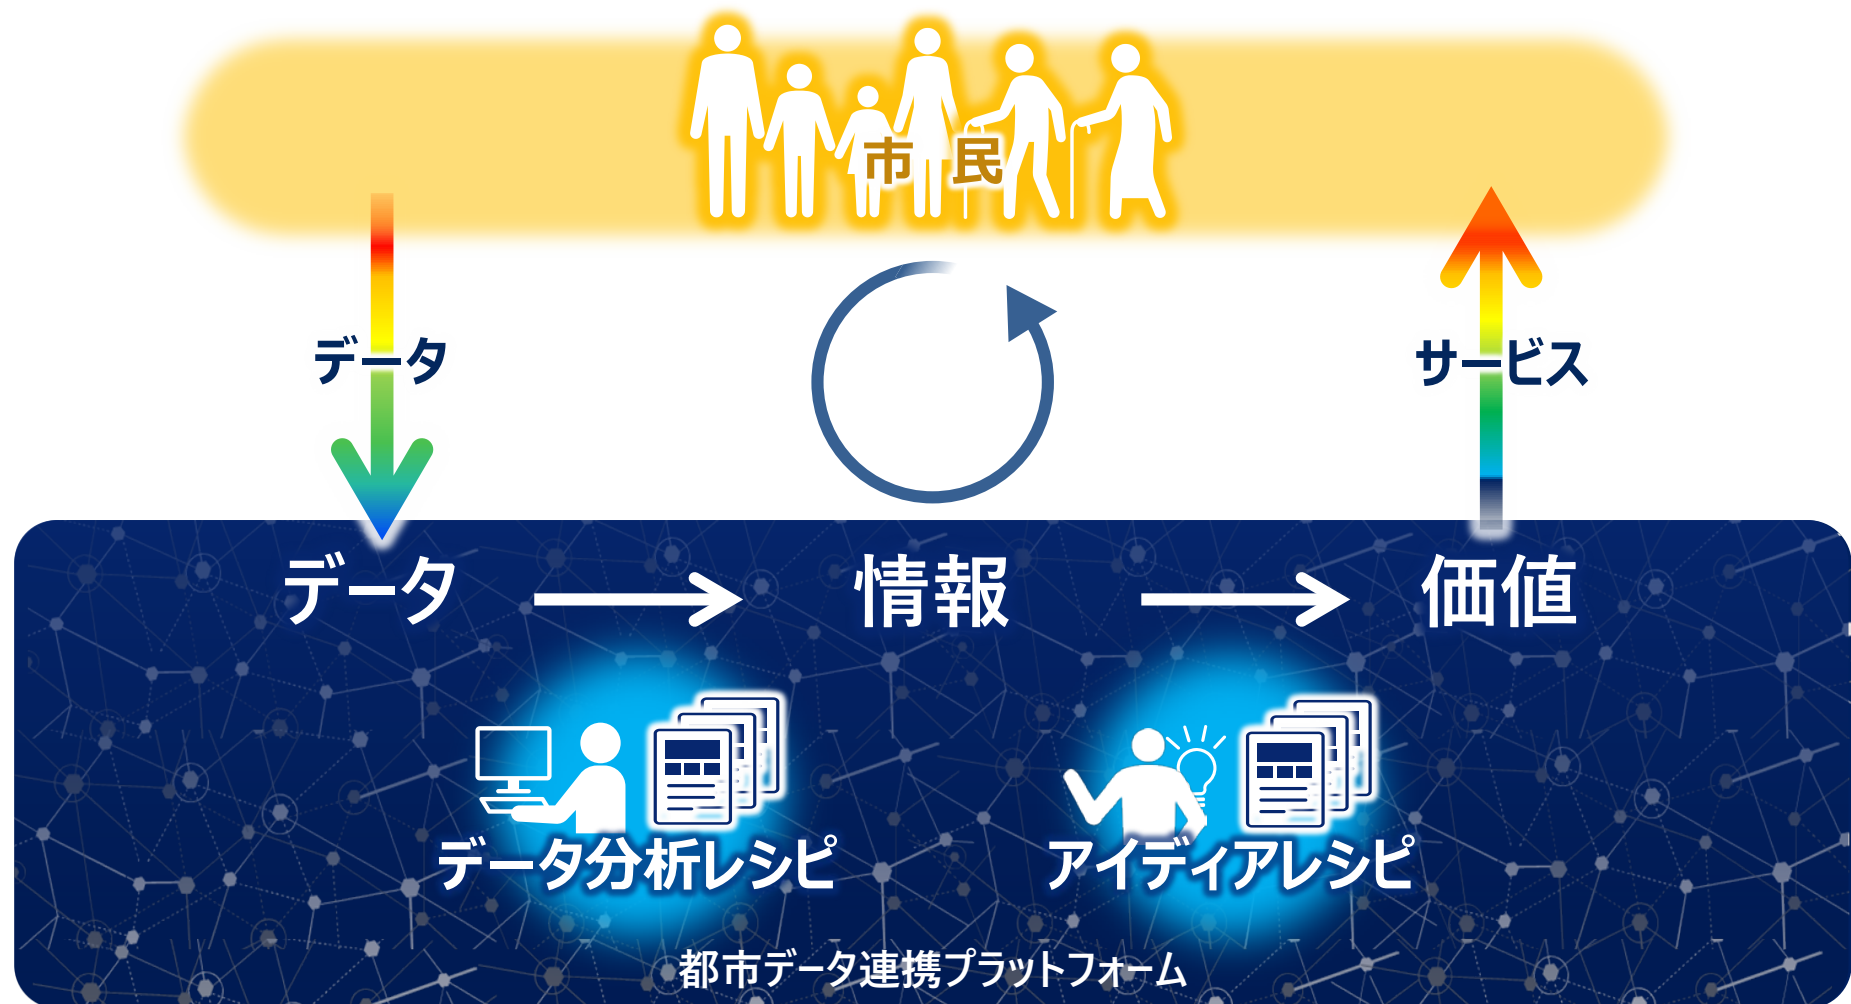 市 民
データ
サービス
データ
情報
価値
データ分析レシピ
アイディアレシピ
都市データ連携プラットフォーム